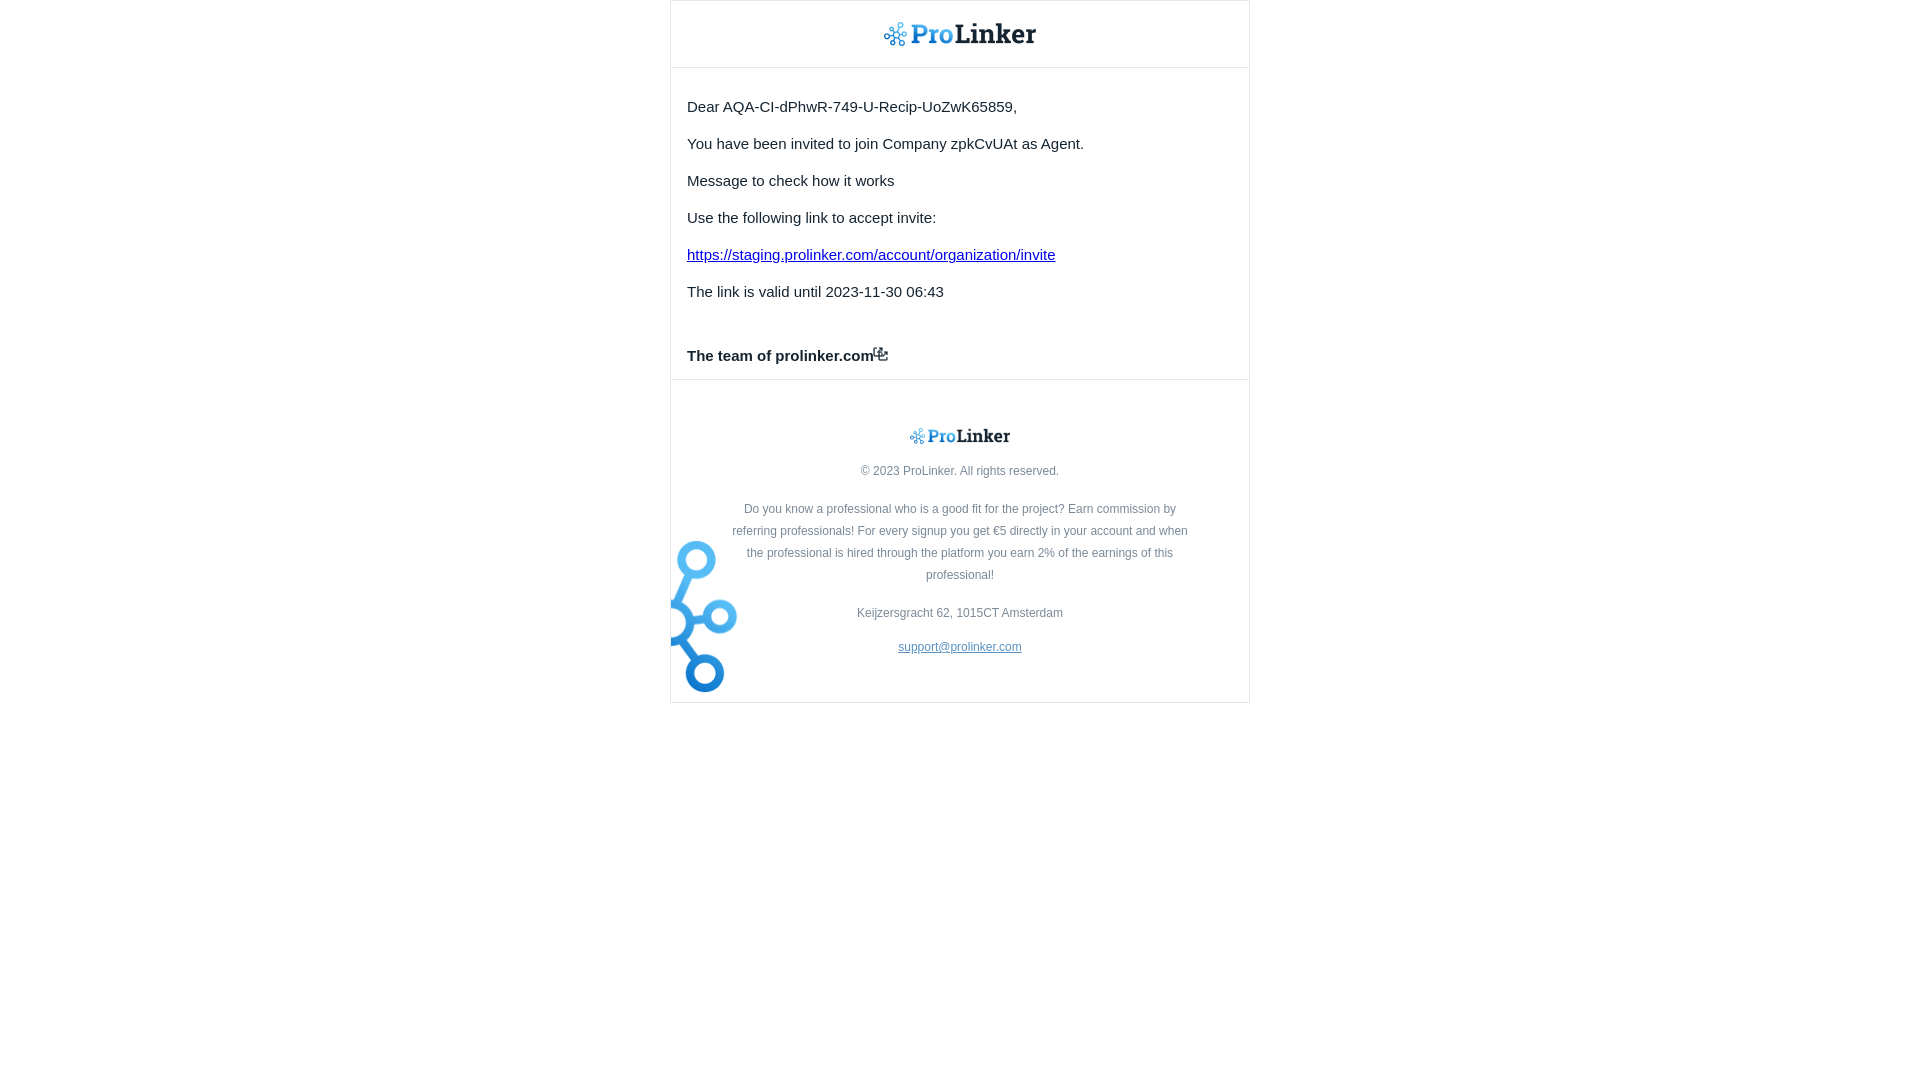 ProLinker
Dear AQA-CI-dPhwR-749-U-Recip-UoZwK65859,
You have been invited to join Company zpkCvUAt as Agent.
Message to check how it works
Use the following link to accept invite:
https://staging.prolinker.com/account/organization/invite
The link is valid until 2023-11-30 06:43
The team of prolinker.com
ProLinker
© 2023 ProLinker. All rights reserved.
Do you know a professional who is a good fit for the project? Earn commission by
referring professionals! For every signup you get €5 directly in your account and when
the professional is hired through the platform you earn 2% of the earnings of this
professional!
Keijzersgracht 62, 1015CT Amsterdam
support@prolinker.com